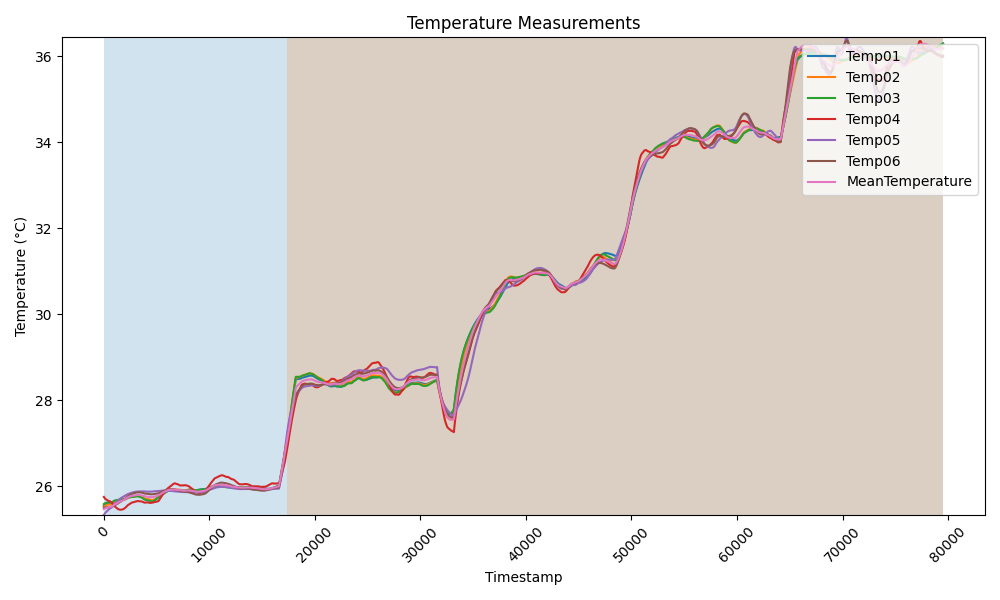 Temperature Measurements
36
34
32
30
28
26
Temperature (°C)
0
10000
20000
30000
40000
50000
60000
70000
80000
Timestamp
Temp01
Temp02
Temp03
Temp04
Temp05
Temp06
MeanTemperature